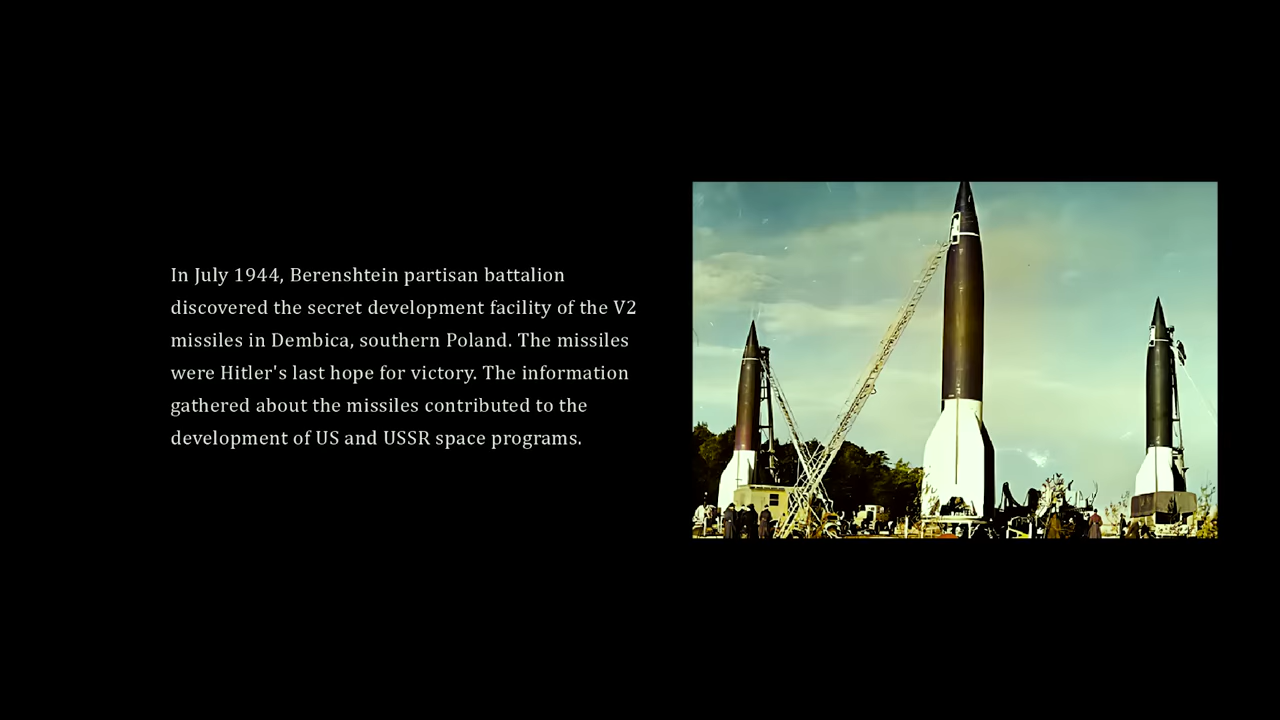 In July 1944, Berenshtein partisan battalion
discovered the secret development facility of the V2
missiles in Dembica, southern Poland. The missiles
were Hitler's last hope for victory. The information
gathered about the missiles contributed to the
development of US and USSR space programs.